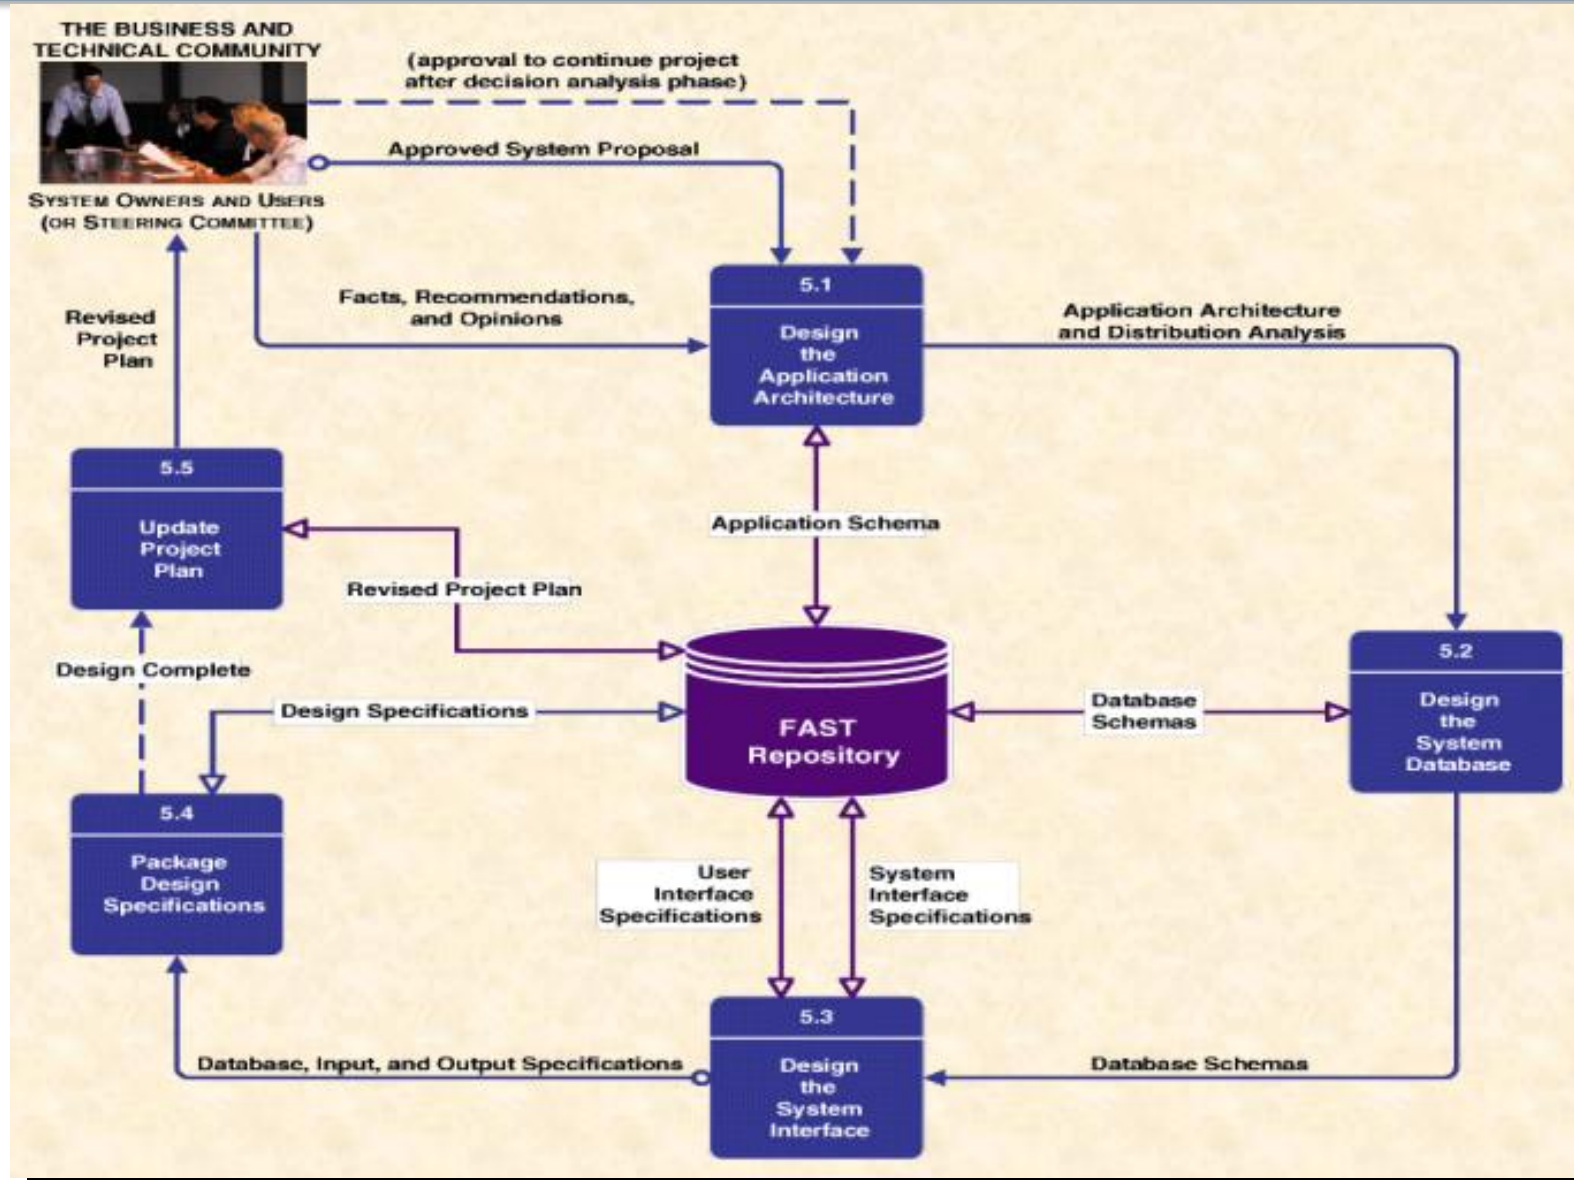 THE BUSINESS AND
TECHNICAL COMMUNITY
SYSTEM OWNERS AND USERS
(OR STEERING COMMITTEE)
(approval to continue project
after decision analysis phase)
Approved System Proposal
Facts, Recommendations,
and Opinions
Revised
Project
Plan
5.1
Design
the
Application
Architecture
Application Architecture
and Distribution Analysis
5.5
Update
Project
Plan
Application Schema
Revised Project Plan
Design Complete
Design Specifications
FAST
Repository
Database
Schemas
5.2
Design
the
System
Database
5.4
Package
Design
Specifications
User
Interface
Specifications
System
Interface
Specifications
5.3
Design
the
System
Interface
Database, Input, and Output Specifications
Database Schemas